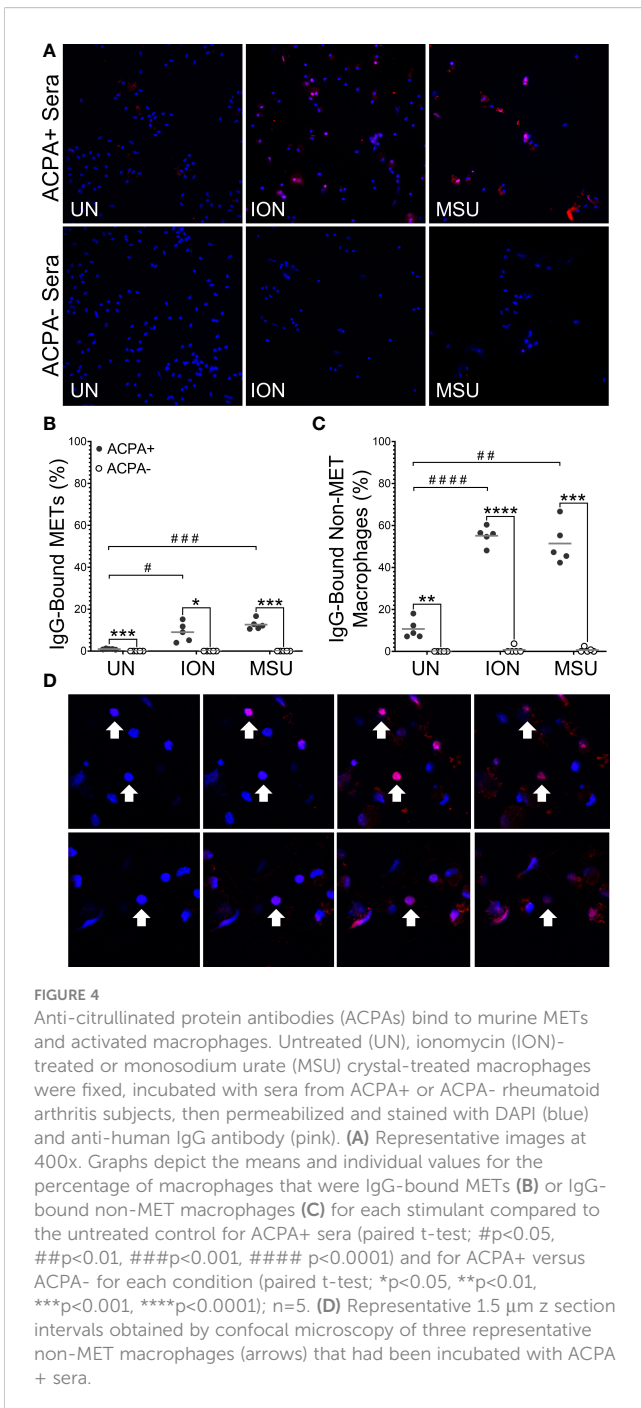 A
ACPA+ Sera
UN
ION
MSU
ACPA- Sera
UN
ION
MSU
B
IgG-Bound METs (%)
100
80
60
40
20
0
ACPA+
ACPA-
###
#
***
*
***
UN
ION
MSU
C
IgG-Bound Non-MET
Macrophages (%)
100
80
60
40
20
0
##
####
**
****
***
UN
ION
MSU
D
FIGURE 4
Anti-citrullinated protein antibodies (ACPAs) bind to murine METs
and activated macrophages. Untreated (UN), ionomycin (ION)-
treated or monosodium urate (MSU) crystal-treated macrophages
were fixed, incubated with sera from ACPA+ or ACPA- rheumatoid
arthritis subjects, then permeabilized and stained with DAPI (blue)
and anti-human IgG antibody (pink). (A) Representative images at
400x. Graphs depict the means and individual values for the
percentage of macrophages that were IgG-bound METs (B) or IgG-
bound non-MET macrophages (C) for each stimulant compared to
the untreated control for ACPA+ sera (paired t-test; #p<0.05,
##p<0.01, ###p<0.001, #### p<0.0001) and for ACPA+ versus
ACPA- for each condition (paired t-test; *p<0.05, **p<0.01,
***p<0.001, ****p<0.0001); n=5. (D) Representative 1.5 μm z section
intervals obtained by confocal microscopy of three representative
non-MET macrophages (arrows) that had been incubated with ACPA
+ sera.